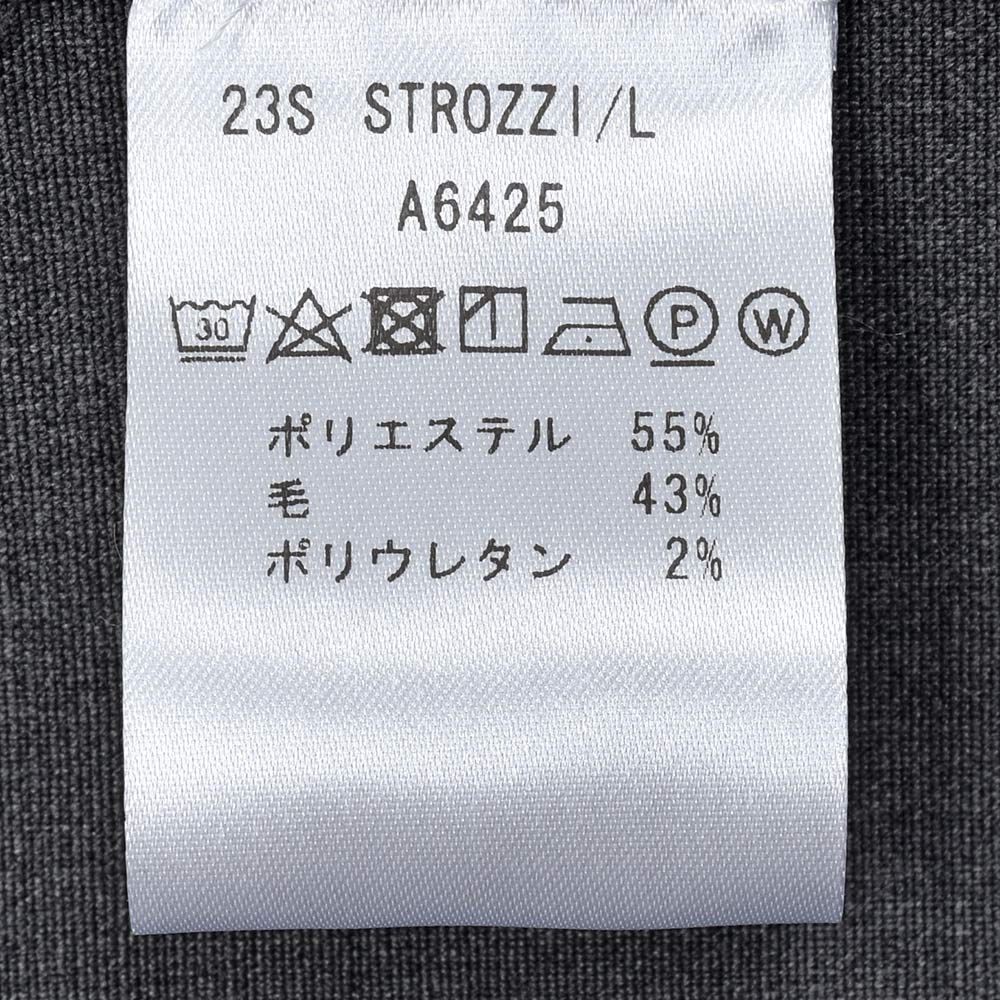 23S STROZZI/L
A6425
30 P W
ポリエステル 55%
毛 43%
ポリウレタン 2%